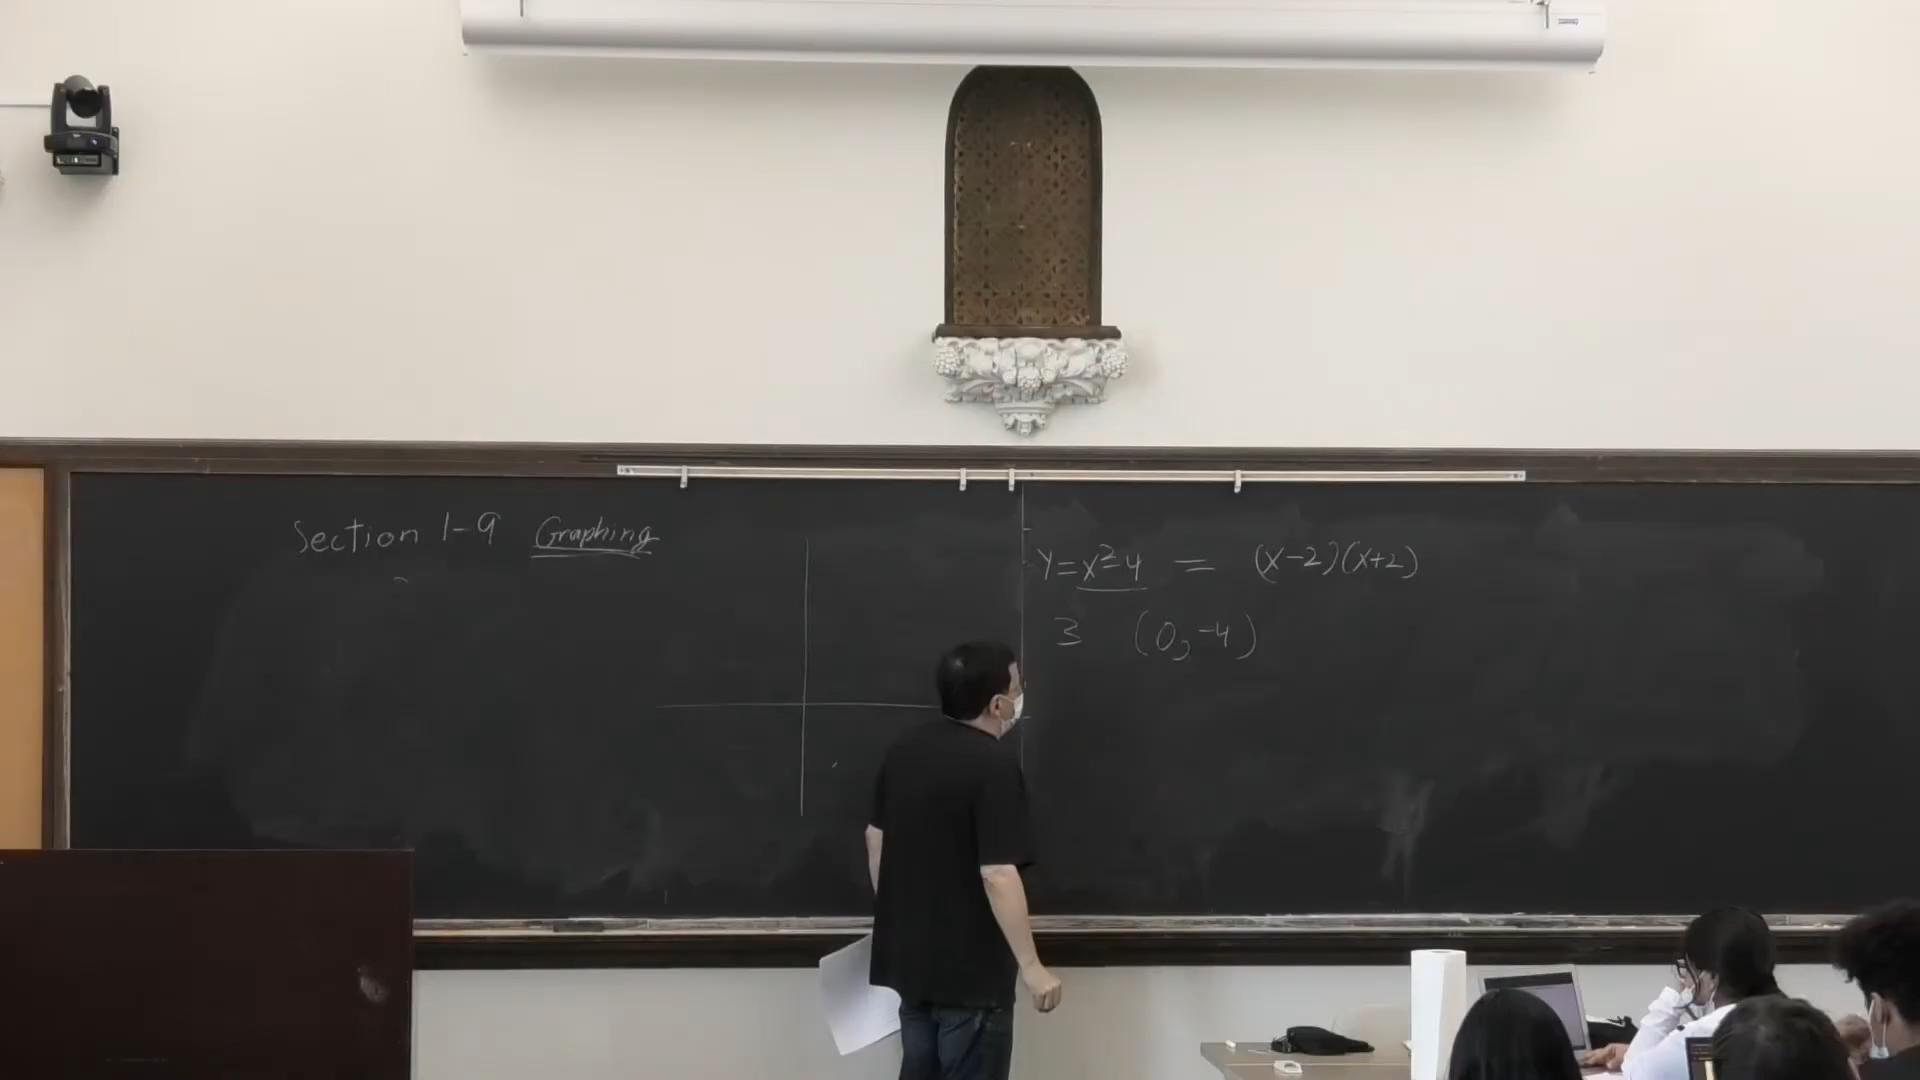 Section 1-9 Graphing
y=x²-4 = (x-2)(x+2)
3 (0,-4)